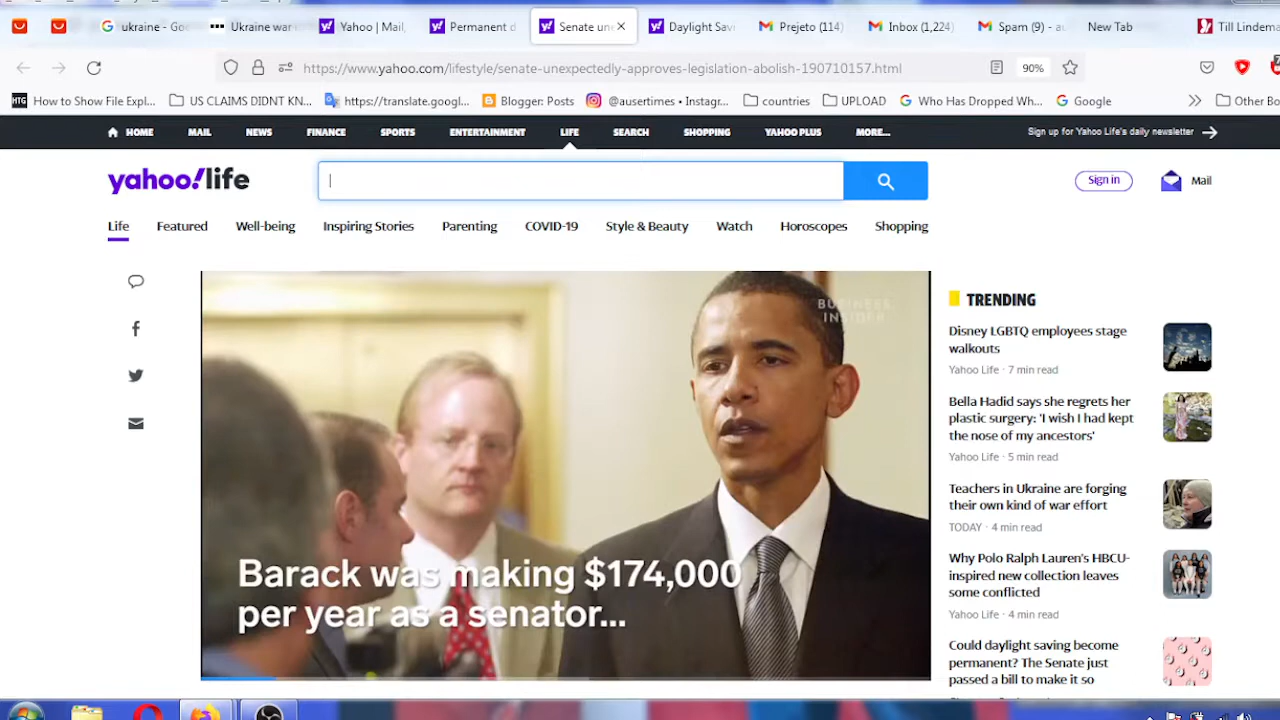 ukraine - Goo
Ukraine war
Yahoo | Mail,
Permanent d
Senate une
Daylight Sav
Prejeto (114)
Inbox (1,224)
Spam (9) - au
New Tab
Till Lindema
https://www.yahoo.com/lifestyle/senate-unexpectedly-approves-legislation-abolish-190710157.html
90%
HTG How to Show File Expl...
US CLAIMS DIDNT KN...
https://translate.googl...
Blogger: Posts
@ausertimes • Instagr...
countries
UPLOAD
Who Has Dropped Wh...
Google
Other Bo
HOME
MAIL
NEWS
FINANCE
SPORTS
ENTERTAINMENT
LIFE
SEARCH
SHOPPING
YAHOO PLUS
MORE...
Sign up for Yahoo Life's daily newsletter
yahoo!life
Sign in
Mail
Life
Featured
Well-being
Inspiring Stories
Parenting
COVID-19
Style & Beauty
Watch
Horoscopes
Shopping
BUSINESS
INSIDER
Barack was making $174,000
per year as a senator...
TRENDING
Disney LGBTQ employees stage
walkouts
Yahoo Life · 7 min read
Bella Hadid says she regrets her
plastic surgery: 'I wish I had kept
the nose of my ancestors'
Yahoo Life · 5 min read
Teachers in Ukraine are forging
their own kind of war effort
TODAY · 4 min read
Why Polo Ralph Lauren's HBCU-
inspired new collection leaves
some conflicted
Yahoo Life · 4 min read
Could daylight saving become
permanent? The Senate just
passed a bill to make it so